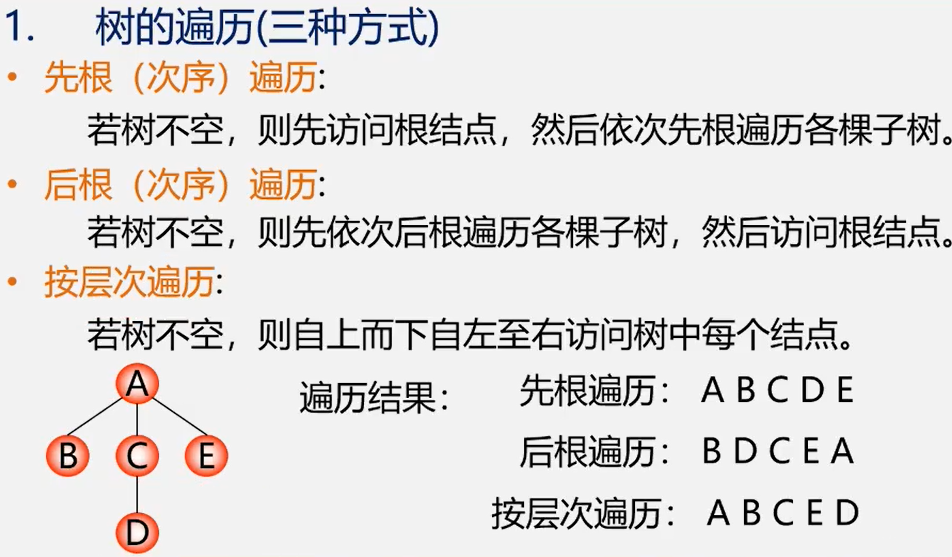 1. 树的遍历(三种方式)
• 先根（次序）遍历:
若树不空，则先访问根结点，然后依次先根遍历各棵子树。
• 后根（次序）遍历:
若树不空，则先依次后根遍历各棵子树，然后访问根结点。
• 按层次遍历:
若树不空，则自上而下自左至右访问树中每个结点。
A
B C E
D
遍历结果：
先根遍历： A B C D E
后根遍历： B D C E A
按层次遍历： A B C E D